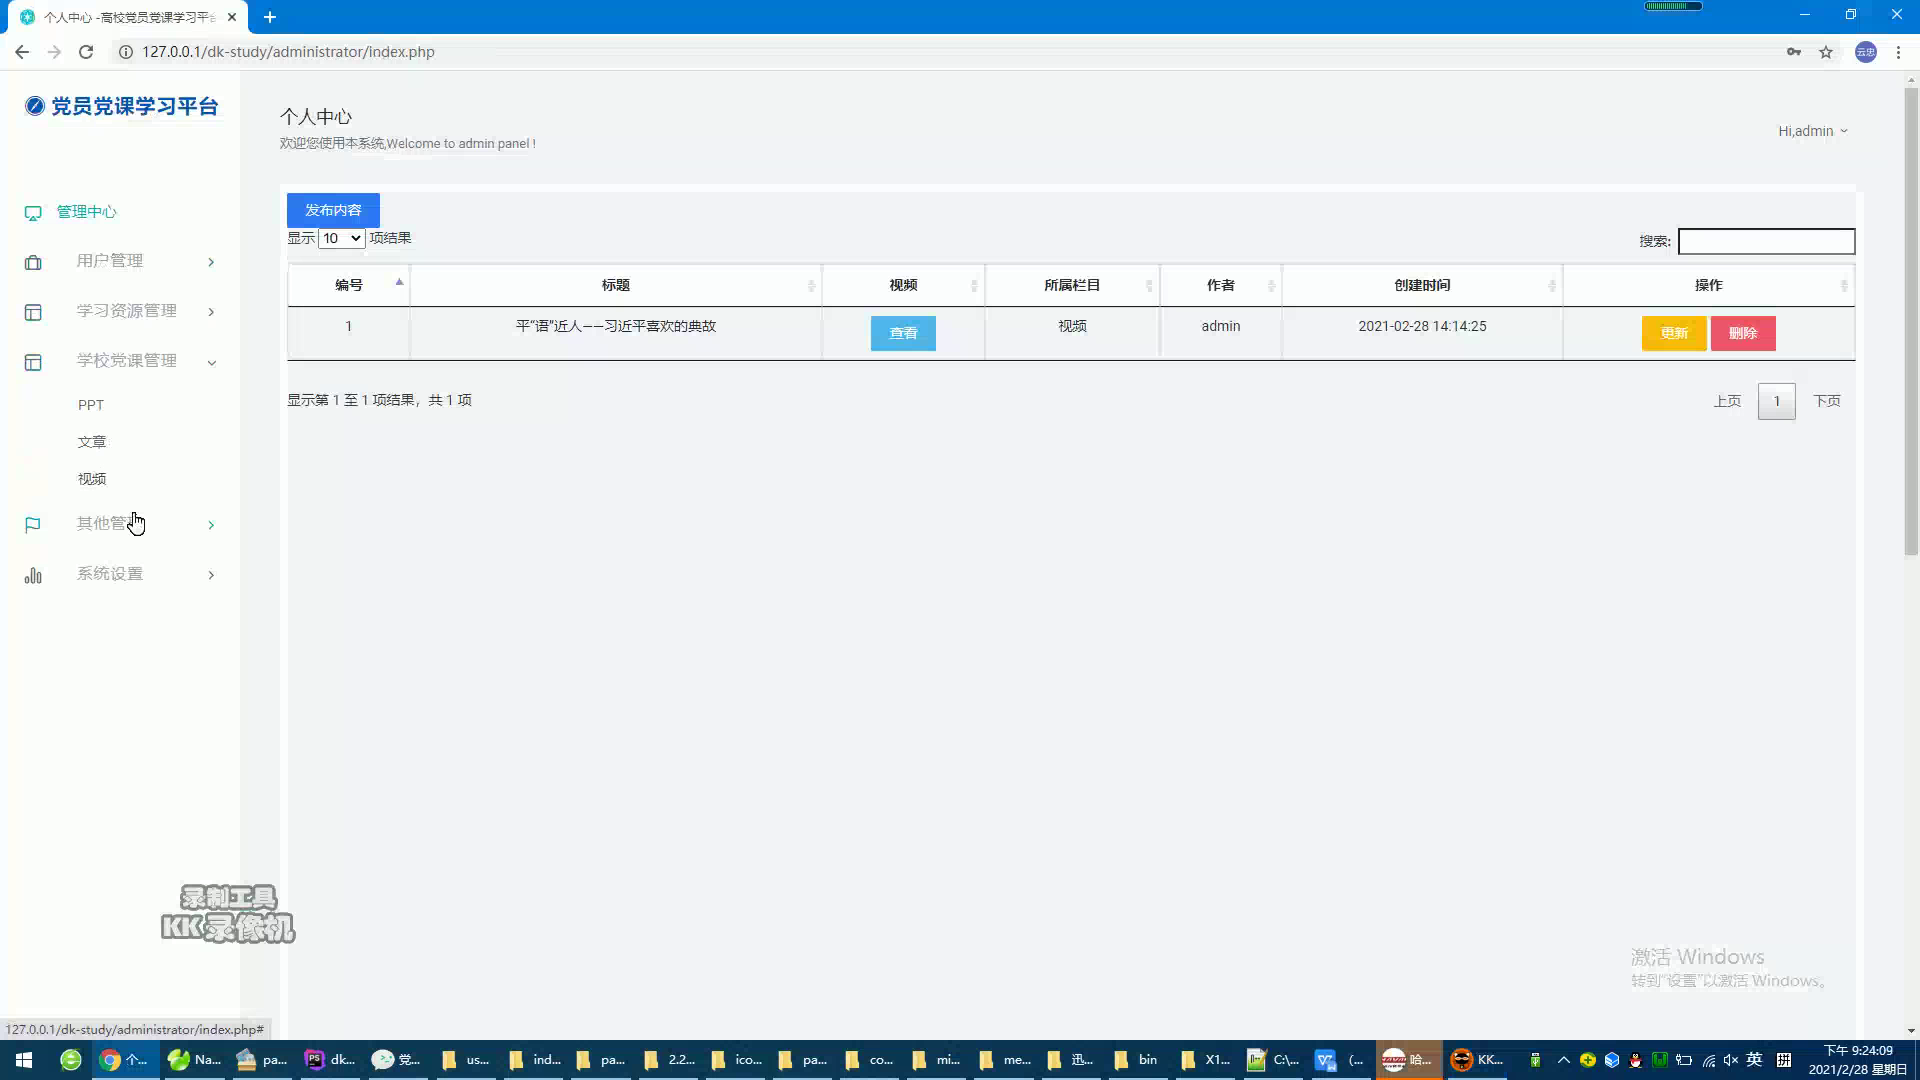 个人中心 -高校党员党课学习平台
127.0.0.1/dk-study/administrator/index.php
云忠
党员党课学习平台
个人中心
欢迎您使用本系统,Welcome to admin panel !
Hi,admin
管理中心
用户管理
学习资源管理
学校党课管理
PPT
文章
视频
其他管理
系统设置
发布内容
显示 10 项结果
搜索:
编号 标题 视频 所属栏目 作者 创建时间 操作
1 平“语”近人——习近平喜欢的典故 查看 视频 admin 2021-02-28 14:14:25 更新 删除
显示第 1 至 1 项结果，共 1 项
上页 1 下页
录制工具
KK 录像机
激活 Windows
转到“设置”以激活 Windows。
127.0.0.1/dk-study/administrator/index.php#
个... Na... pa... dk... 党... us... ind... pa... 2.2... ico... pa... co... mi... me... 迅... bin X1... C:\... (... 哈... KK... 英 拼
下午 9:24:09
2021/2/28 星期日